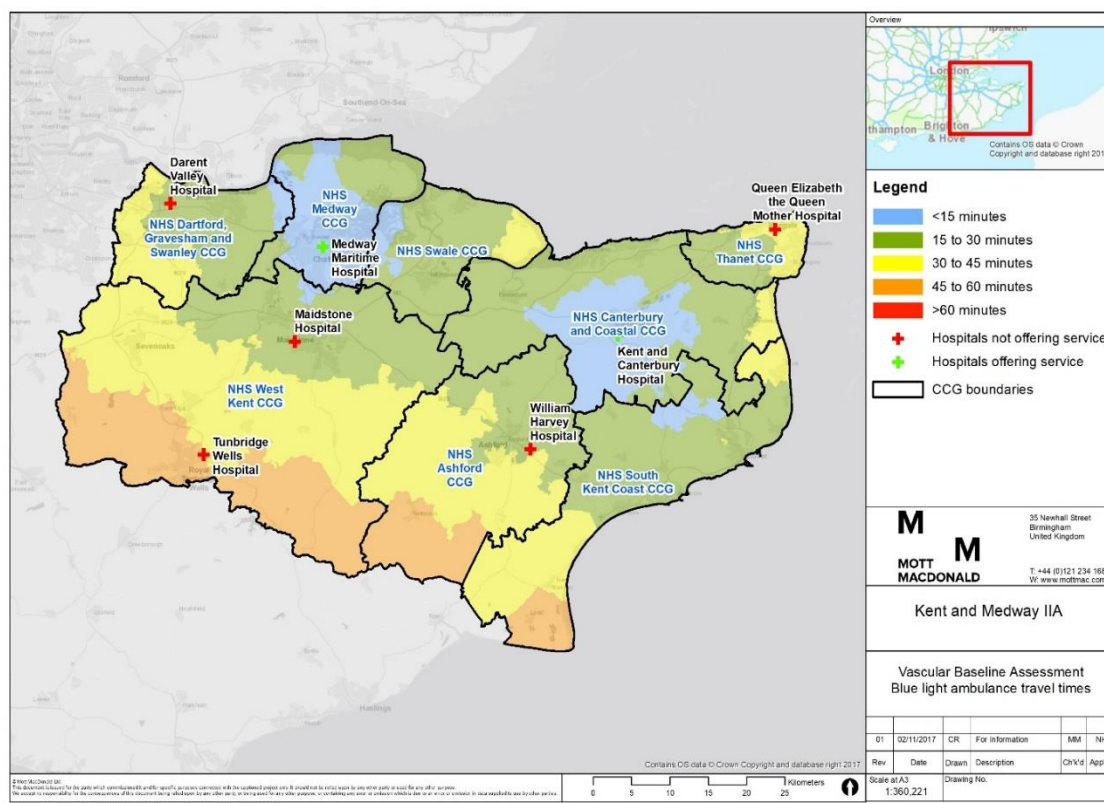 Darent
Valley
Hospital
NHS Dartford,
Gravesham and
Swanley CCG
NHS
Medway
CCG
Medway
Maritime
Hospital
NHS Swale CCG
Queen Elizabeth
the Queen
Mother Hospital
NHS
Thanet CCG
Maidstone
Hospital
NHS Canterbury
and Coastal CCG
Kent and
Canterbury
Hospital
NHS West
Kent CCG
Tunbridge
Wells
Hospital
NHS
Ashford
CCG
William
Harvey
Hospital
NHS South
Kent Coast CCG
Southend-On-Sea
Sevenoaks
Ashford
Hastings
Contains OS data © Crown Copyright and database right 2017
Kilometers
0 5 10 15 20 25
Overview
Ipswich
London
Brighton
& Hove
thampton
Contains OS data © Crown
Copyright and database right 201
Legend
<15 minutes
15 to 30 minutes
30 to 45 minutes
45 to 60 minutes
>60 minutes
Hospitals not offering service
Hospitals offering service
CCG boundaries
M
M
MOTT
MACDONALD
35 Newhall Street
Birmingham
United Kingdom
T: +44 (0)121 234 168
W: www.mottmac.com
Kent and Medway IIA
Vascular Baseline Assessment
Blue light ambulance travel times
01 02/11/2017 CR For information MM NH
Rev Date Drawn Description Ch'k'd App
Scale at A3
1:360,221
Drawing No.
© Mott MacDonald Ltd.